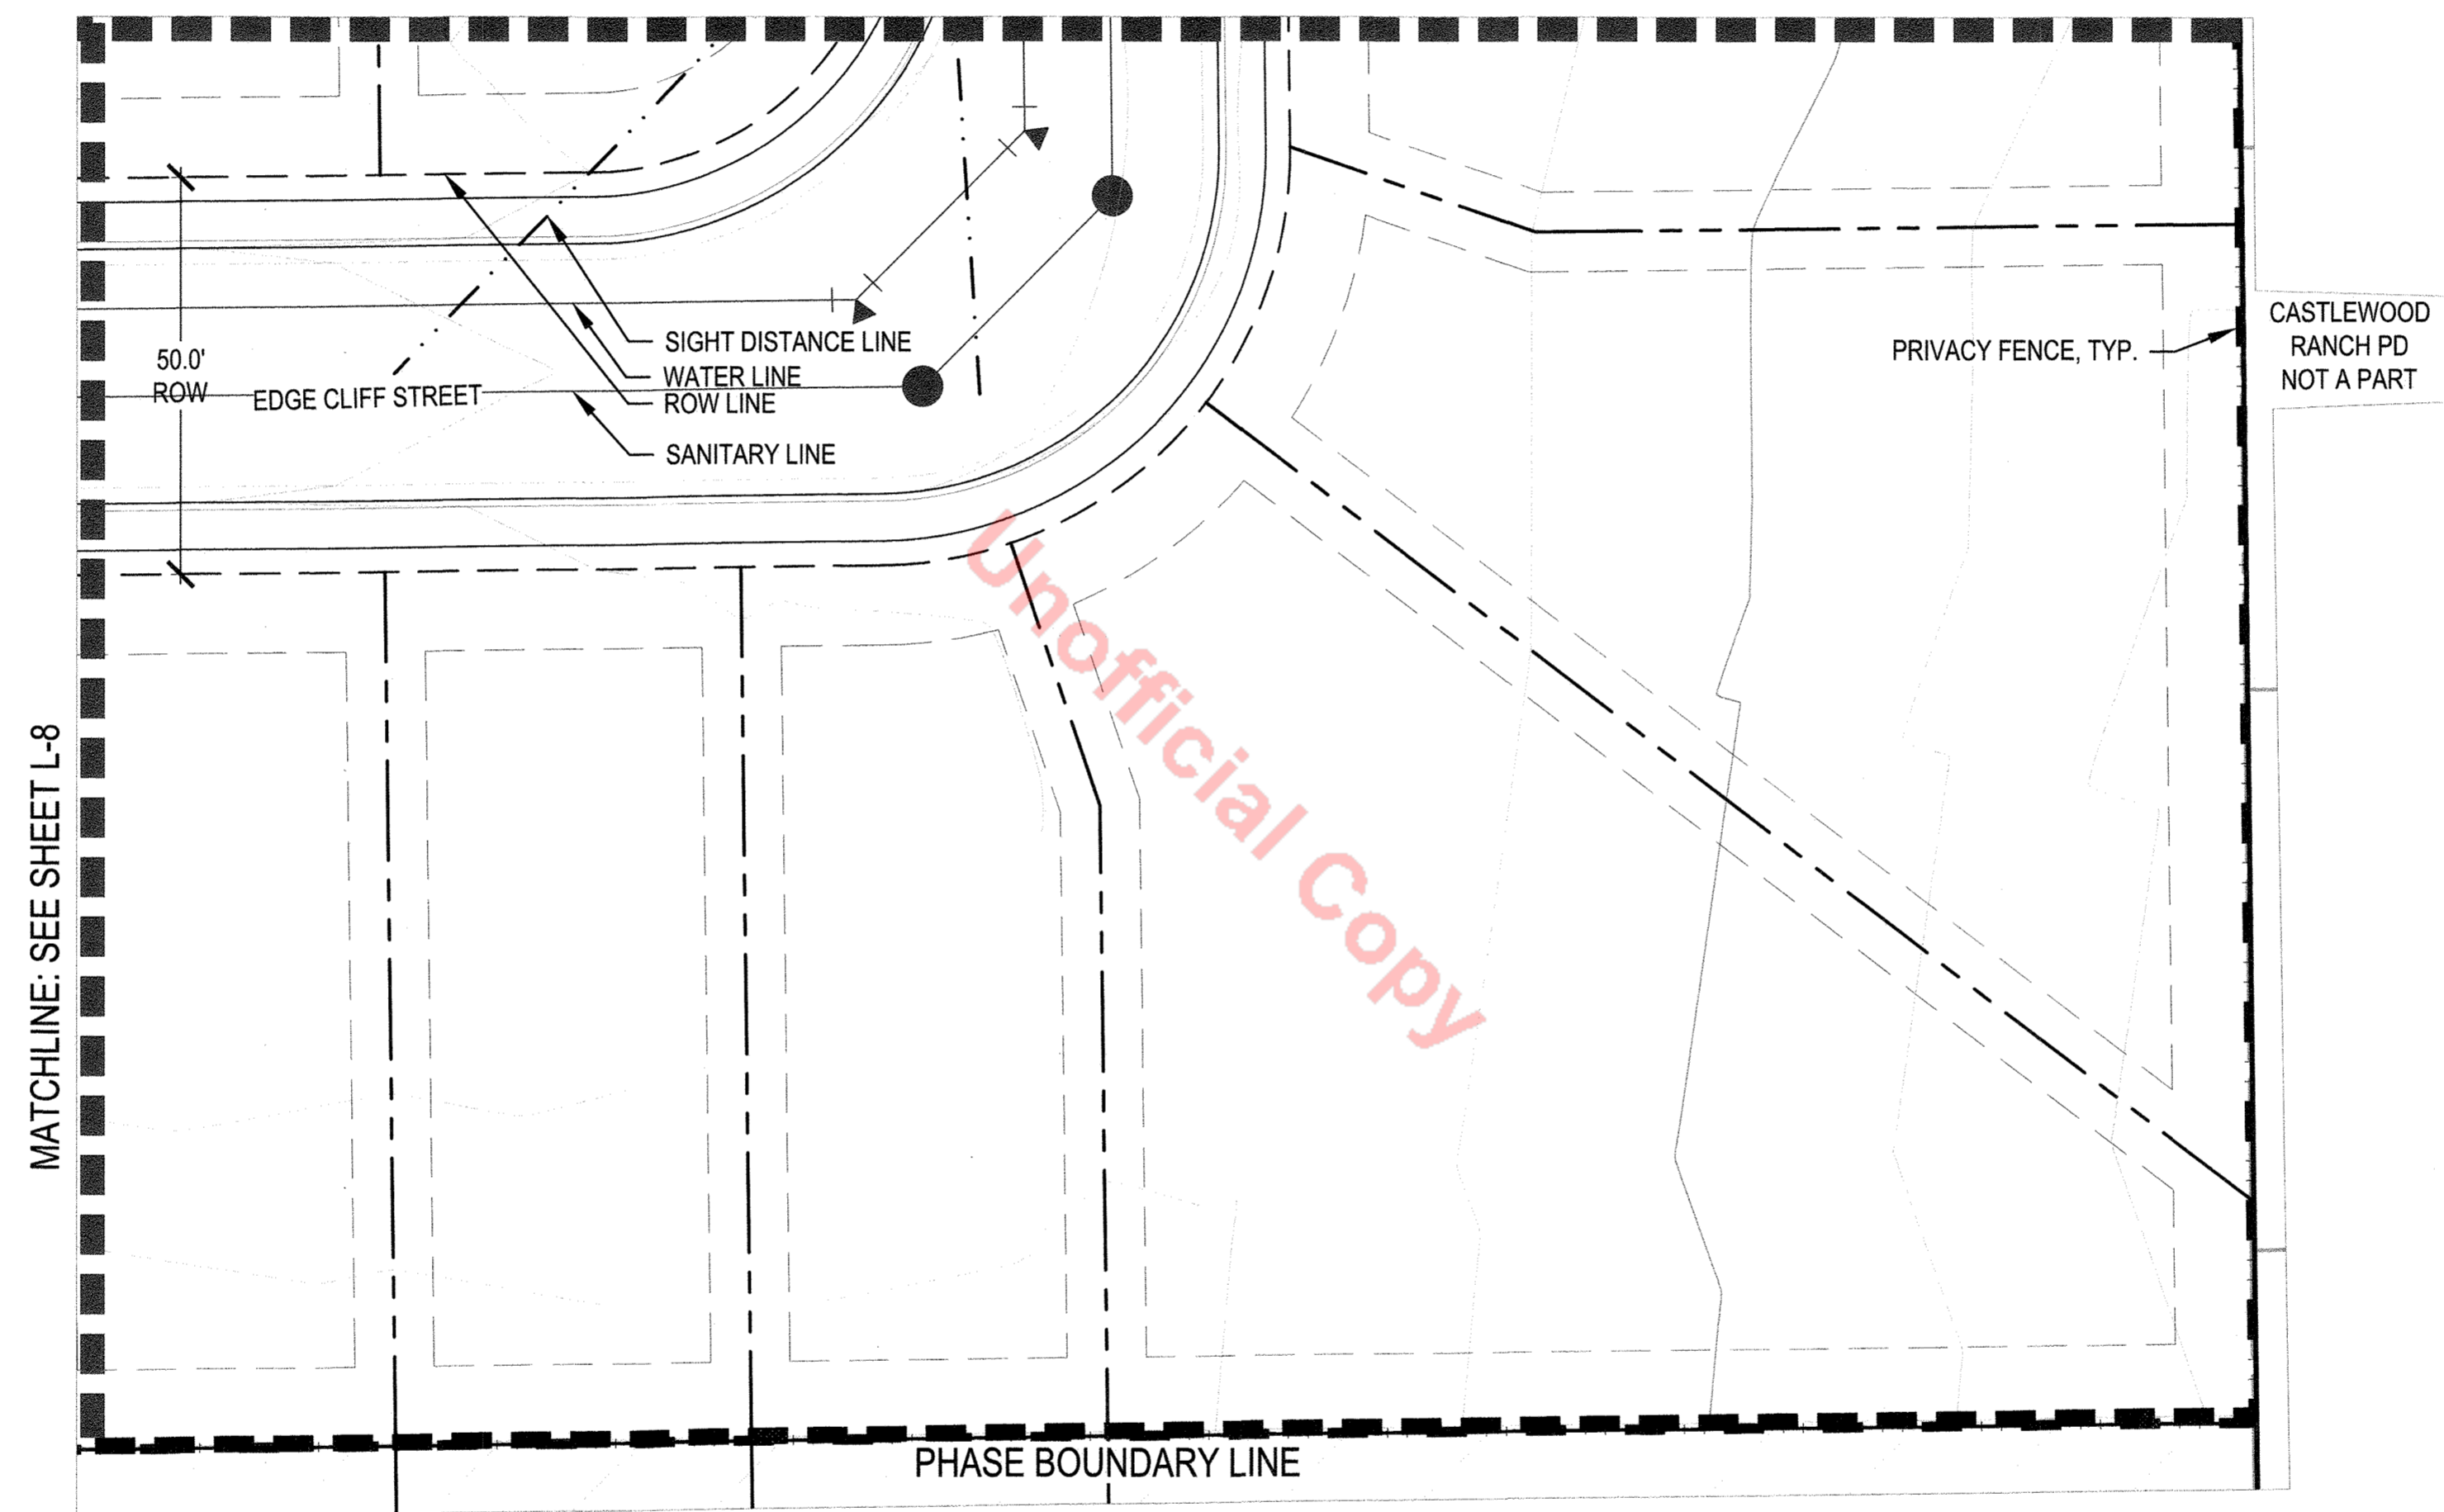 50.0'
ROW
EDGE CLIFF STREET
SIGHT DISTANCE LINE
WATER LINE
ROW LINE
SANITARY LINE
PRIVACY FENCE, TYP.
CASTLEWOOD
RANCH PD
NOT A PART
MATCHLINE: SEE SHEET L-8
Unofficial Copy
PHASE BOUNDARY LINE